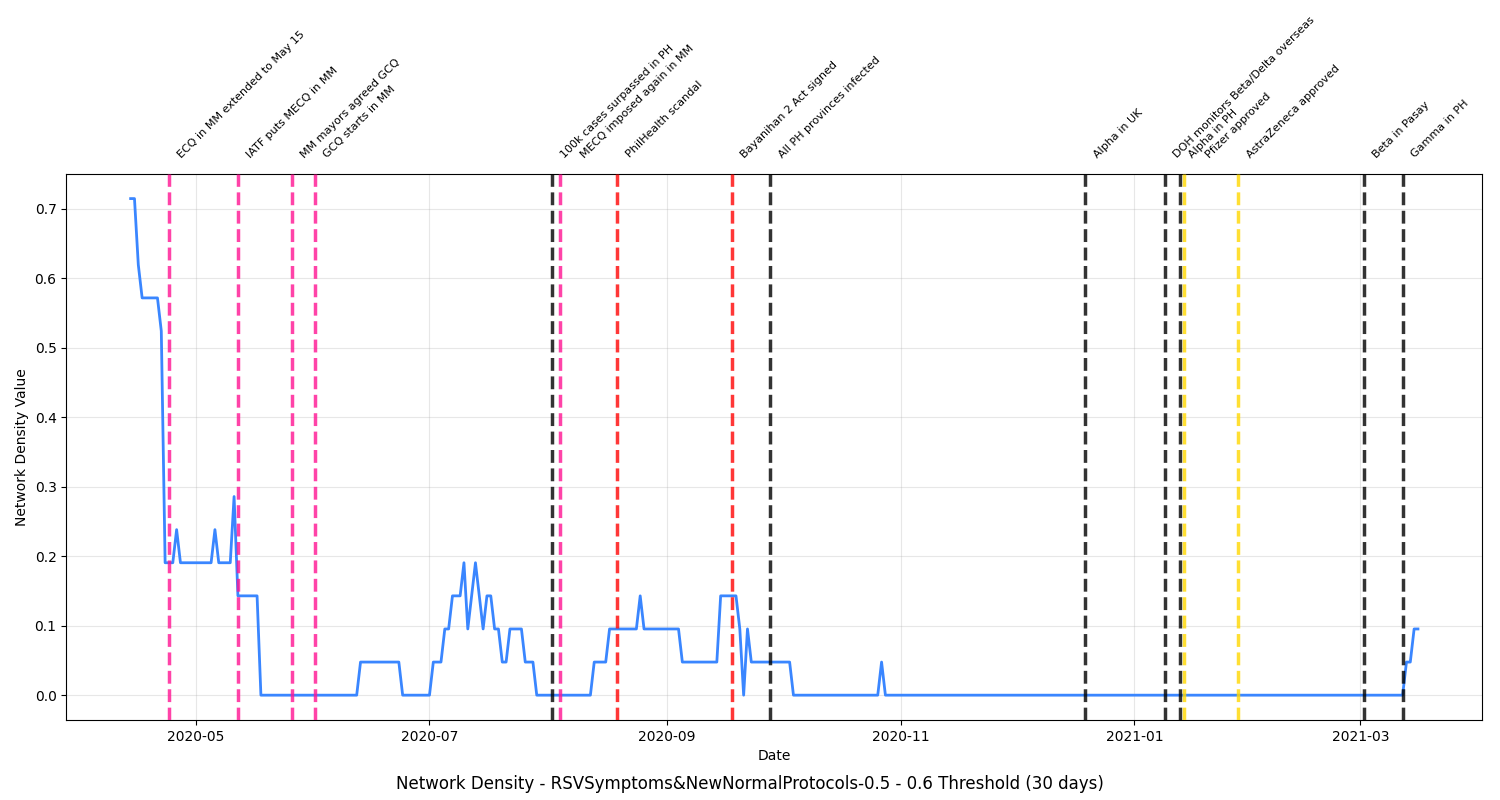 ECQ in MM extended to May 15
IATF puts MECQ in MM
MM mayors agreed GCQ
GCQ starts in MM
100k cases surpassed in PH
MECQ imposed again in MM
PhilHealth scandal
Bayanihan 2 Act signed
All PH provinces infected
Alpha in UK
DOH monitors Beta/Delta overseas
Alpha in PH
Pfizer approved
AstraZeneca approved
Beta in Pasay
Gamma in PH
Network Density Value
0.7
0.6
0.5
0.4
0.3
0.2
0.1
0.0
2020-05
2020-07
2020-09
2020-11
2021-01
2021-03
Date
Network Density - RSVSymptoms&NewNormalProtocols-0.5 - 0.6 Threshold (30 days)